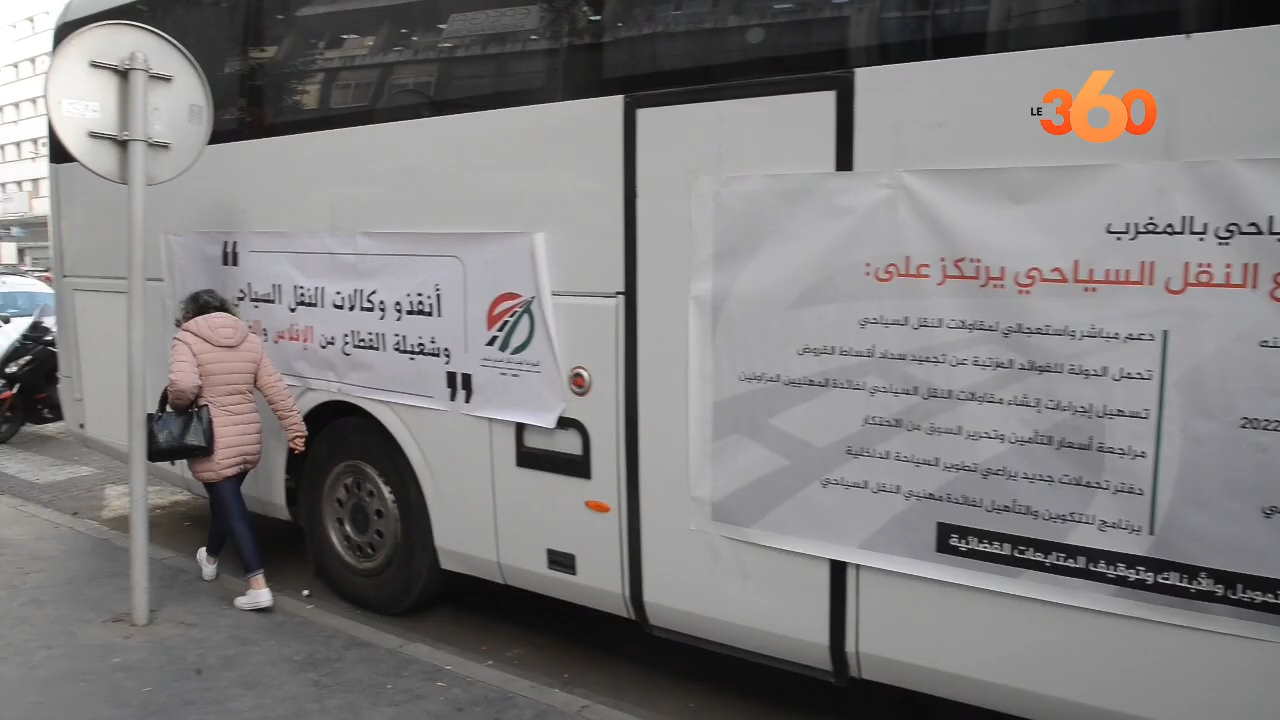 LE 360
أنقذو وكالات النقل السياحي
وشغيلة القطاع من الإفلاس
ياحي بالمغرب
ع النقل السياحي يرتكز على:
دعم مباشر واستعجالي لمقاولات النقل السياحي
تحمل الدولة للفوائد المترتبة عن تجميد سداد أقساط القروض
تسهيل إجراءات إنشاء مقاولات النقل السياحي لفائدة المهنيين المزاولين
مراجعة أسعار التأمين وتحرير السوق من الاحتكار
دفتر تحملات جديد يراعي تطوير السياحة الداخلية
برنامج للتكوين والتأهيل لفائدة مهنيي النقل السياحي
2022
تمويل والأبناك وتوقيف المتابعات القضائية